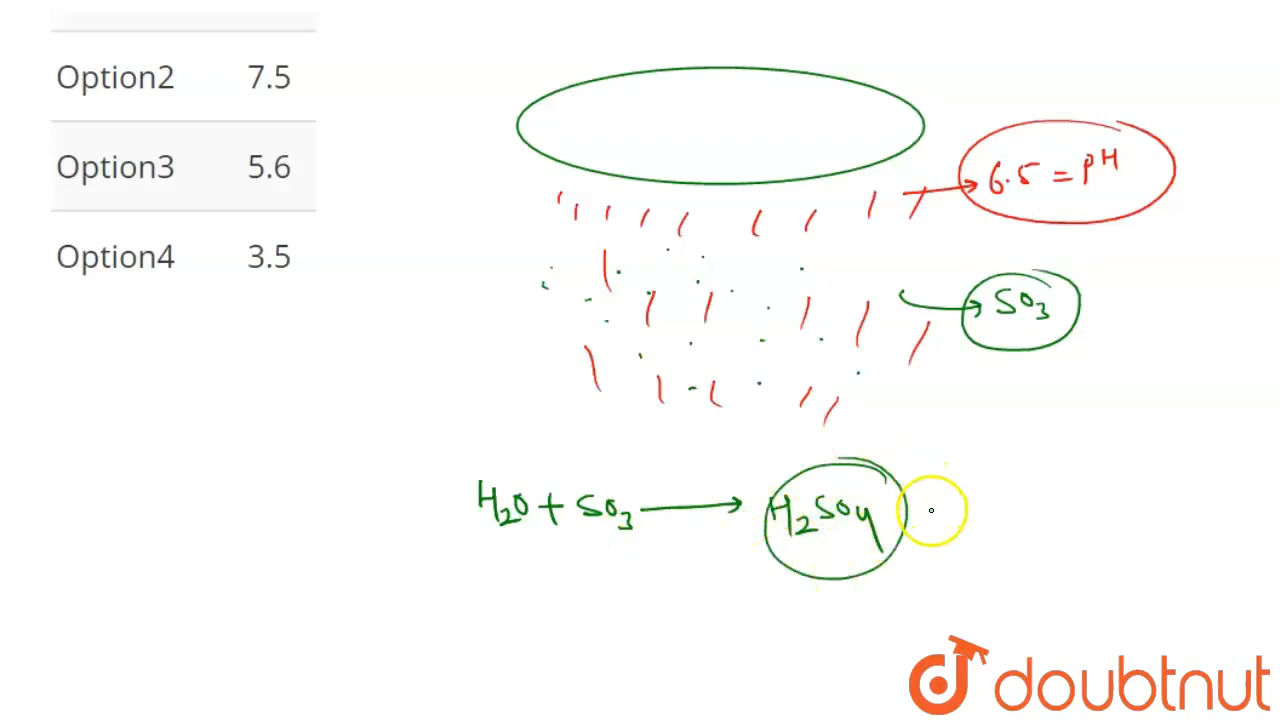 Option2 7.5
Option3 5.6
Option4 3.5
6.5 = pH
SO3
H2O + SO3 → H2SO4
doubtnut